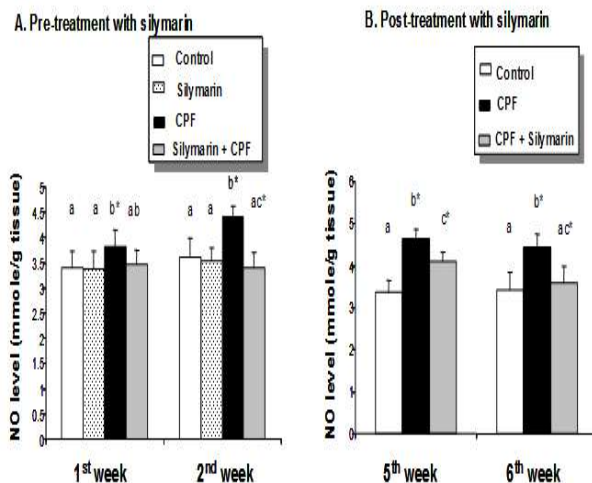 A. Pre-treatment with silymarin
Control
Silymarin
CPF
Silymarin + CPF
NO level (mmole/g tissue)
5
4.5
4
3.5
3
2.5
2
1.5
1
0.5
0
a a b* ab
a a b* ac*
1st week 2nd week
B. Post-treatment with silymarin
Control
CPF
CPF + Silymarin
NO level (mmole/g tissue)
6
5
4
3
2
1
0
a b* c*
a b* ac*
5th week 6th week